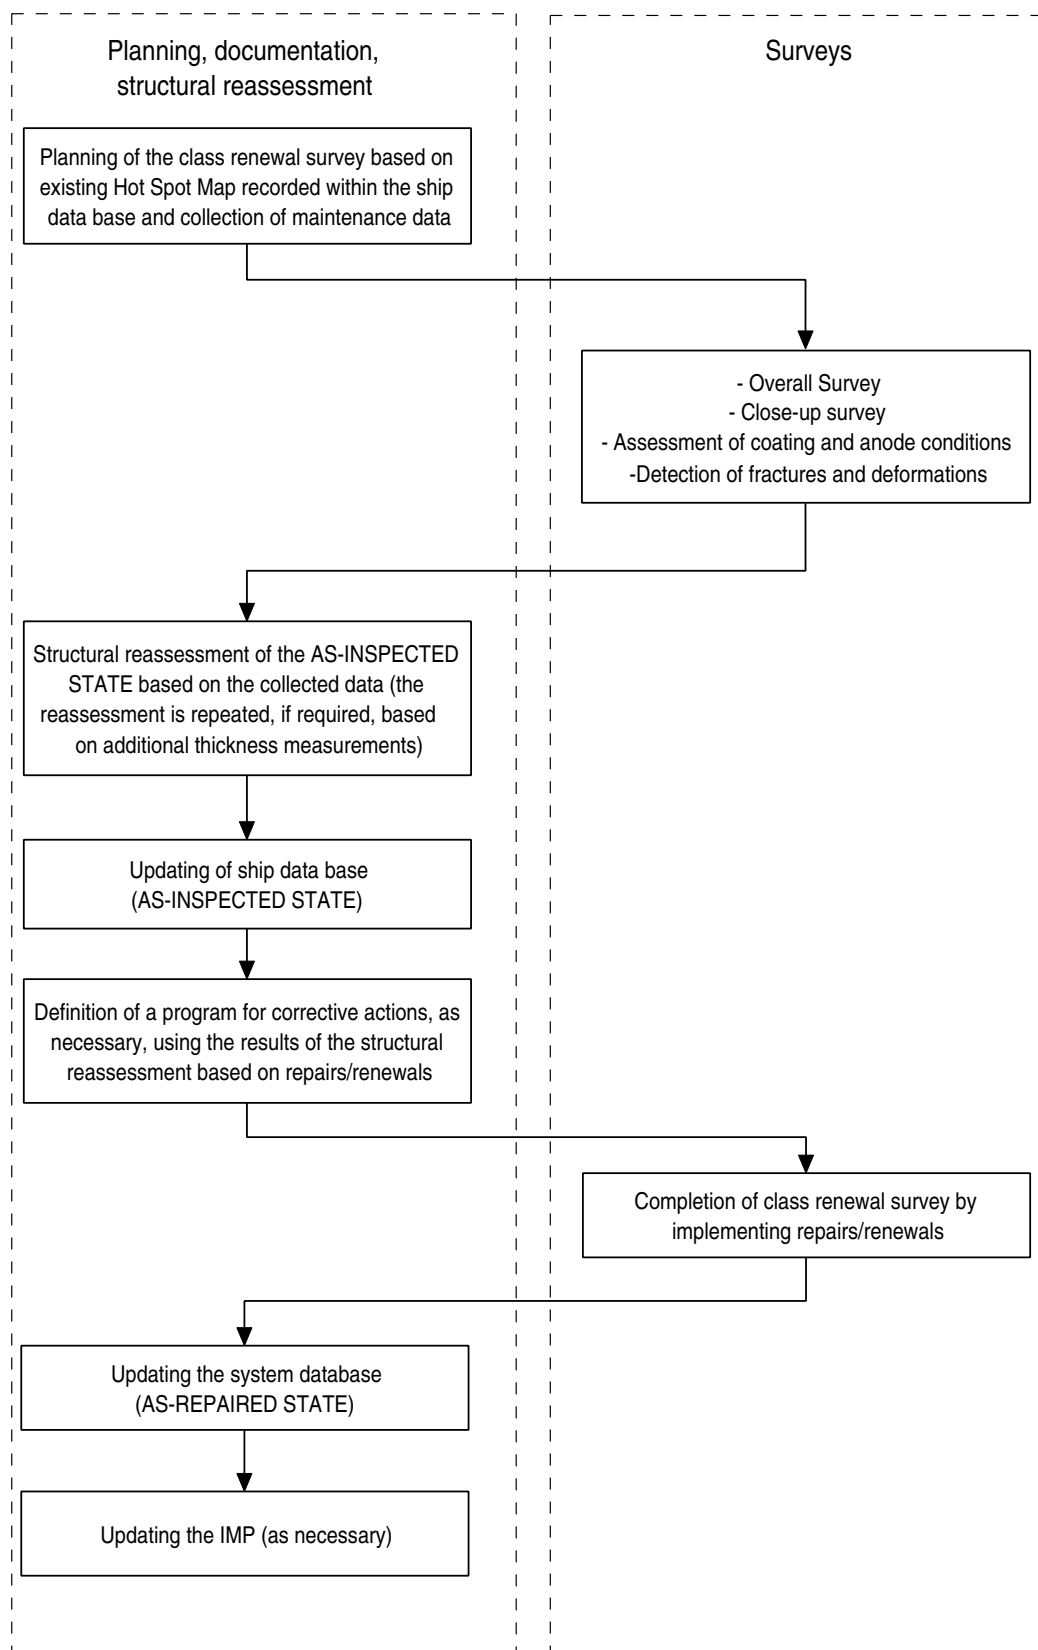 Planning, documentation,
structural reassessment
Surveys
Planning of the class renewal survey based on
existing Hot Spot Map recorded within the ship
data base and collection of maintenance data
- Overall Survey
- Close-up survey
- Assessment of coating and anode conditions
-Detection of fractures and deformations
Structural reassessment of the AS-INSPECTED
STATE based on the collected data (the
reassessment is repeated, if required, based
on additional thickness measurements)
Updating of ship data base
(AS-INSPECTED STATE)
Definition of a program for corrective actions, as
necessary, using the results of the structural
reassessment based on repairs/renewals
Completion of class renewal survey by
implementing repairs/renewals
Updating the system database
(AS-REPAIRED STATE)
Updating the IMP (as necessary)